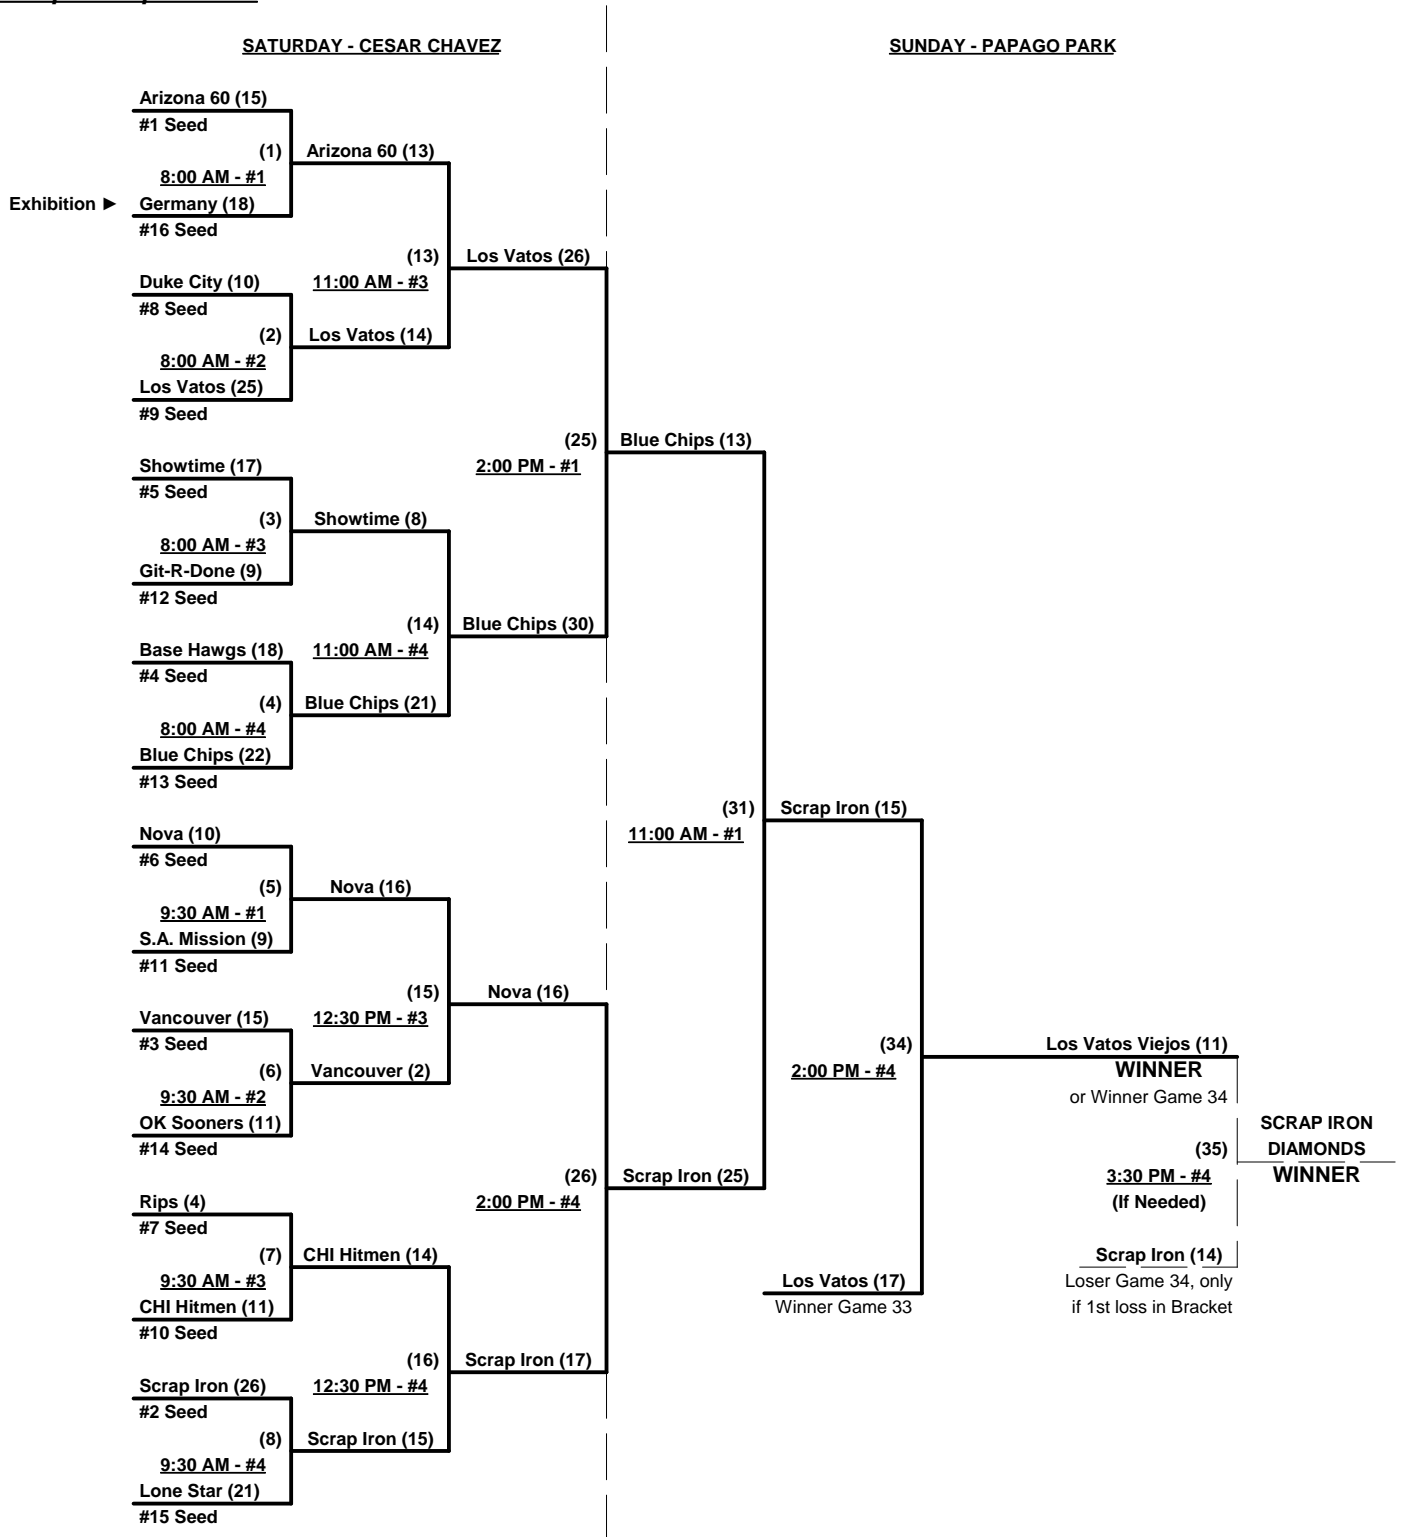 SATURDAY - CESAR CHAVEZ
SUNDAY - PAPAGO PARK
Arizona 60 (15)
#1 Seed
(1)
Arizona 60 (13)
8:00 AM - #1
Exhibition ►
Germany (18)
#16 Seed
(13)
Los Vatos (26)
Duke City (10)
11:00 AM - #3
#8 Seed
(2)
Los Vatos (14)
8:00 AM - #2
Los Vatos (25)
#9 Seed
(25)
Blue Chips (13)
Showtime (17)
2:00 PM - #1
#5 Seed
(3)
Showtime (8)
8:00 AM - #3
Git-R-Done (9)
#12 Seed
(14)
Blue Chips (30)
Base Hawgs (18)
11:00 AM - #4
#4 Seed
(4)
Blue Chips (21)
8:00 AM - #4
Blue Chips (22)
#13 Seed
(31)
Scrap Iron (15)
Nova (10)
11:00 AM - #1
#6 Seed
(5)
Nova (16)
9:30 AM - #1
S.A. Mission (9)
#11 Seed
(15)
Nova (16)
Vancouver (15)
12:30 PM - #3
#3 Seed
(34)
Los Vatos Viejos (11)
(6)
Vancouver (2)
2:00 PM - #4
WINNER
9:30 AM - #2
or Winner Game 34
OK Sooners (11)
SCRAP IRON
#14 Seed
(35)
DIAMONDS
(26)
Scrap Iron (25)
3:30 PM - #4
WINNER
Rips (4)
2:00 PM - #4
(If Needed)
#7 Seed
(7)
CHI Hitmen (14)
Scrap Iron (14)
9:30 AM - #3
Los Vatos (17)
Loser Game 34, only
CHI Hitmen (11)
Winner Game 33
if 1st loss in Bracket
#10 Seed
(16)
Scrap Iron (17)
Scrap Iron (26)
12:30 PM - #4
#2 Seed
(8)
Scrap Iron (15)
9:30 AM - #4
Lone Star (21)
#15 Seed